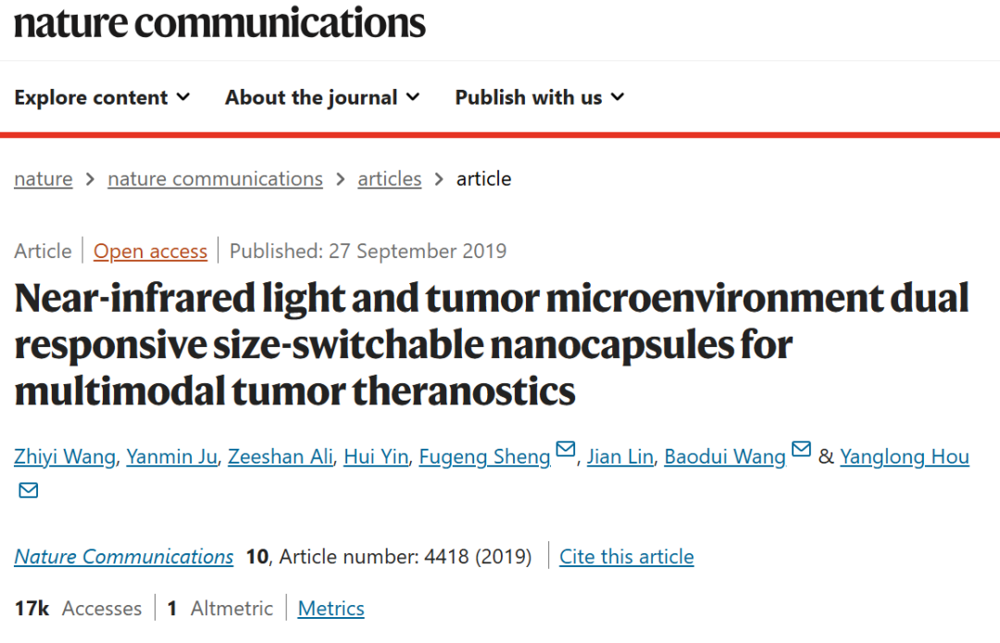 nature communications
Explore content About the journal Publish with us
nature > nature communications > articles > article
Article | Open access | Published: 27 September 2019
Near-infrared light and tumor microenvironment dual
responsive size-switchable nanocapsules for
multimodal tumor theranostics
Zhiyi Wang, Yanmin Ju, Zeeshan Ali, Hui Yin, Fugeng Sheng, Jian Lin, Baodui Wang & Yanglong Hou
Nature Communications 10, Article number: 4418 (2019) | Cite this article
17k Accesses | 1 Altmetric | Metrics